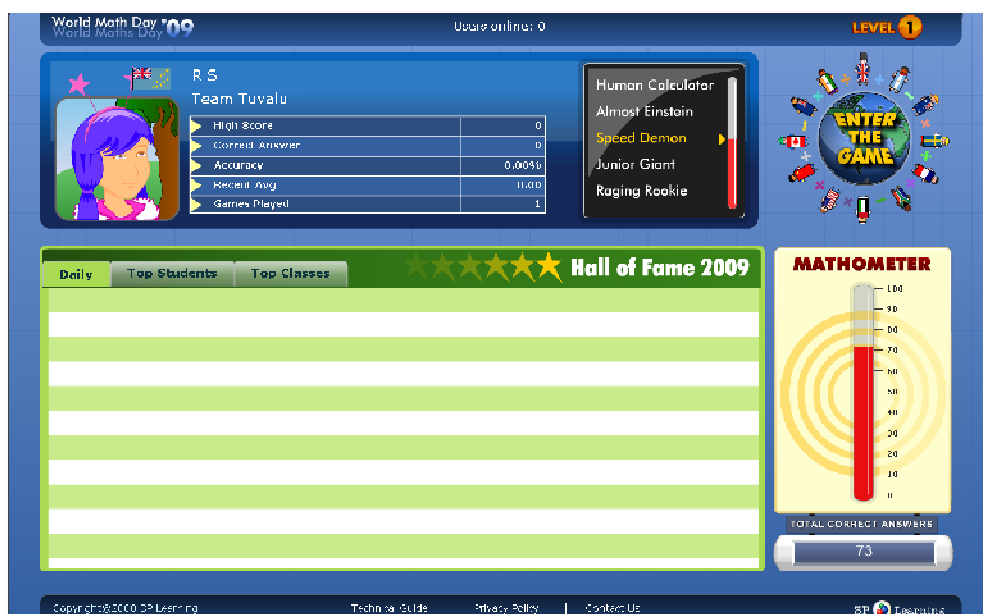 World Math Day '09
World Maths Day
Users online: 0
LEVEL 1
R S
Team Tuvalu
High Score 0
Correct Answer 0
Accuracy 0.00%
Recent Avg 0.00
Games Played 1
Human Calculator
Almost Einstein
Speed Demon
Junior Giant
Raging Rookie
ENTER
THE
GAME
Daily
Top Students
Top Classes
Hall of Fame 2009
MATHOMETER
100
90
80
70
60
50
40
30
20
10
0
TOTAL CORRECT ANSWERS
73
Technical Guide
Privacy Policy
|
Contact Us
3P Learning